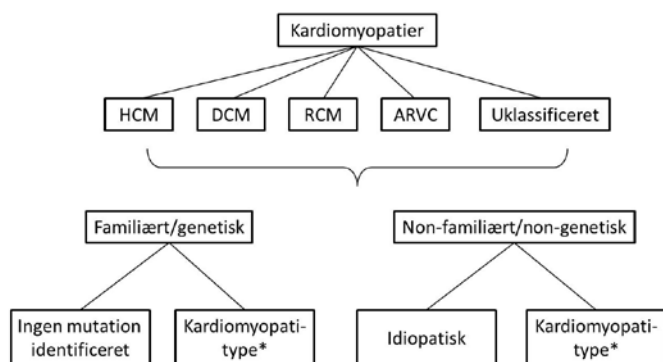 Kardiomyopatier
HCM
DCM
RCM
ARVC
Uklassificeret
Familiært/genetisk
Non-familiært/non-genetisk
Ingen mutation
identificeret
Kardiomyopati-
type*
Idiopatisk
Kardiomyopati-
type*